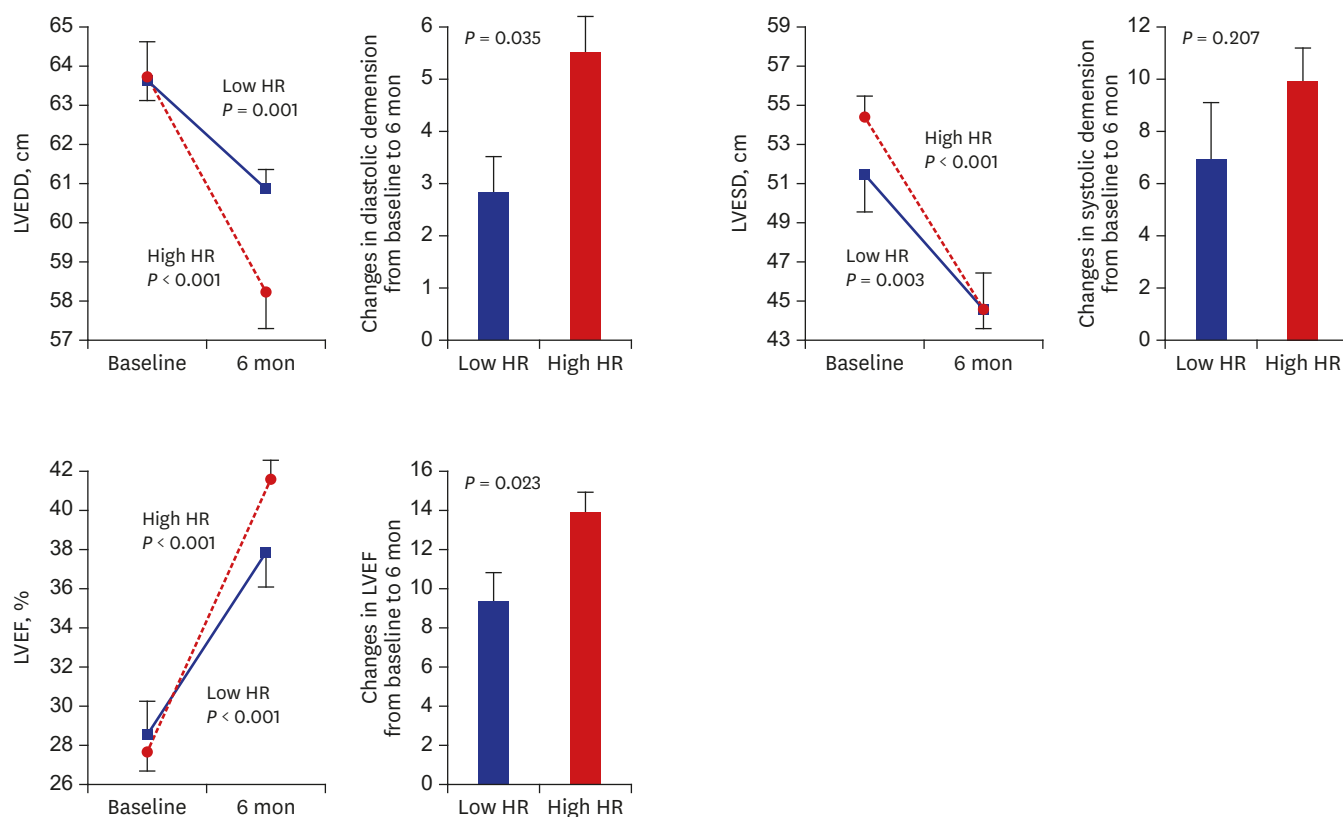 LVEDD, cm
65
64
63
62
61
60
59
58
57
Low HR
P = 0.001
High HR
P < 0.001
Baseline
6 mon
Changes in diastolic demension
from baseline to 6 mon
6
5
4
3
2
1
0
P = 0.035
Low HR
High HR
LVESD, cm
59
57
55
53
51
49
47
45
43
High HR
P < 0.001
Low HR
P = 0.003
Baseline
6 mon
Changes in systolic demension
from baseline to 6 mon
12
10
8
6
4
2
0
P = 0.207
Low HR
High HR
LVEF, %
42
40
38
36
34
32
30
28
26
High HR
P < 0.001
Low HR
P < 0.001
Baseline
6 mon
Changes in LVEF
from baseline to 6 mon
16
14
12
10
8
6
4
2
0
P = 0.023
Low HR
High HR